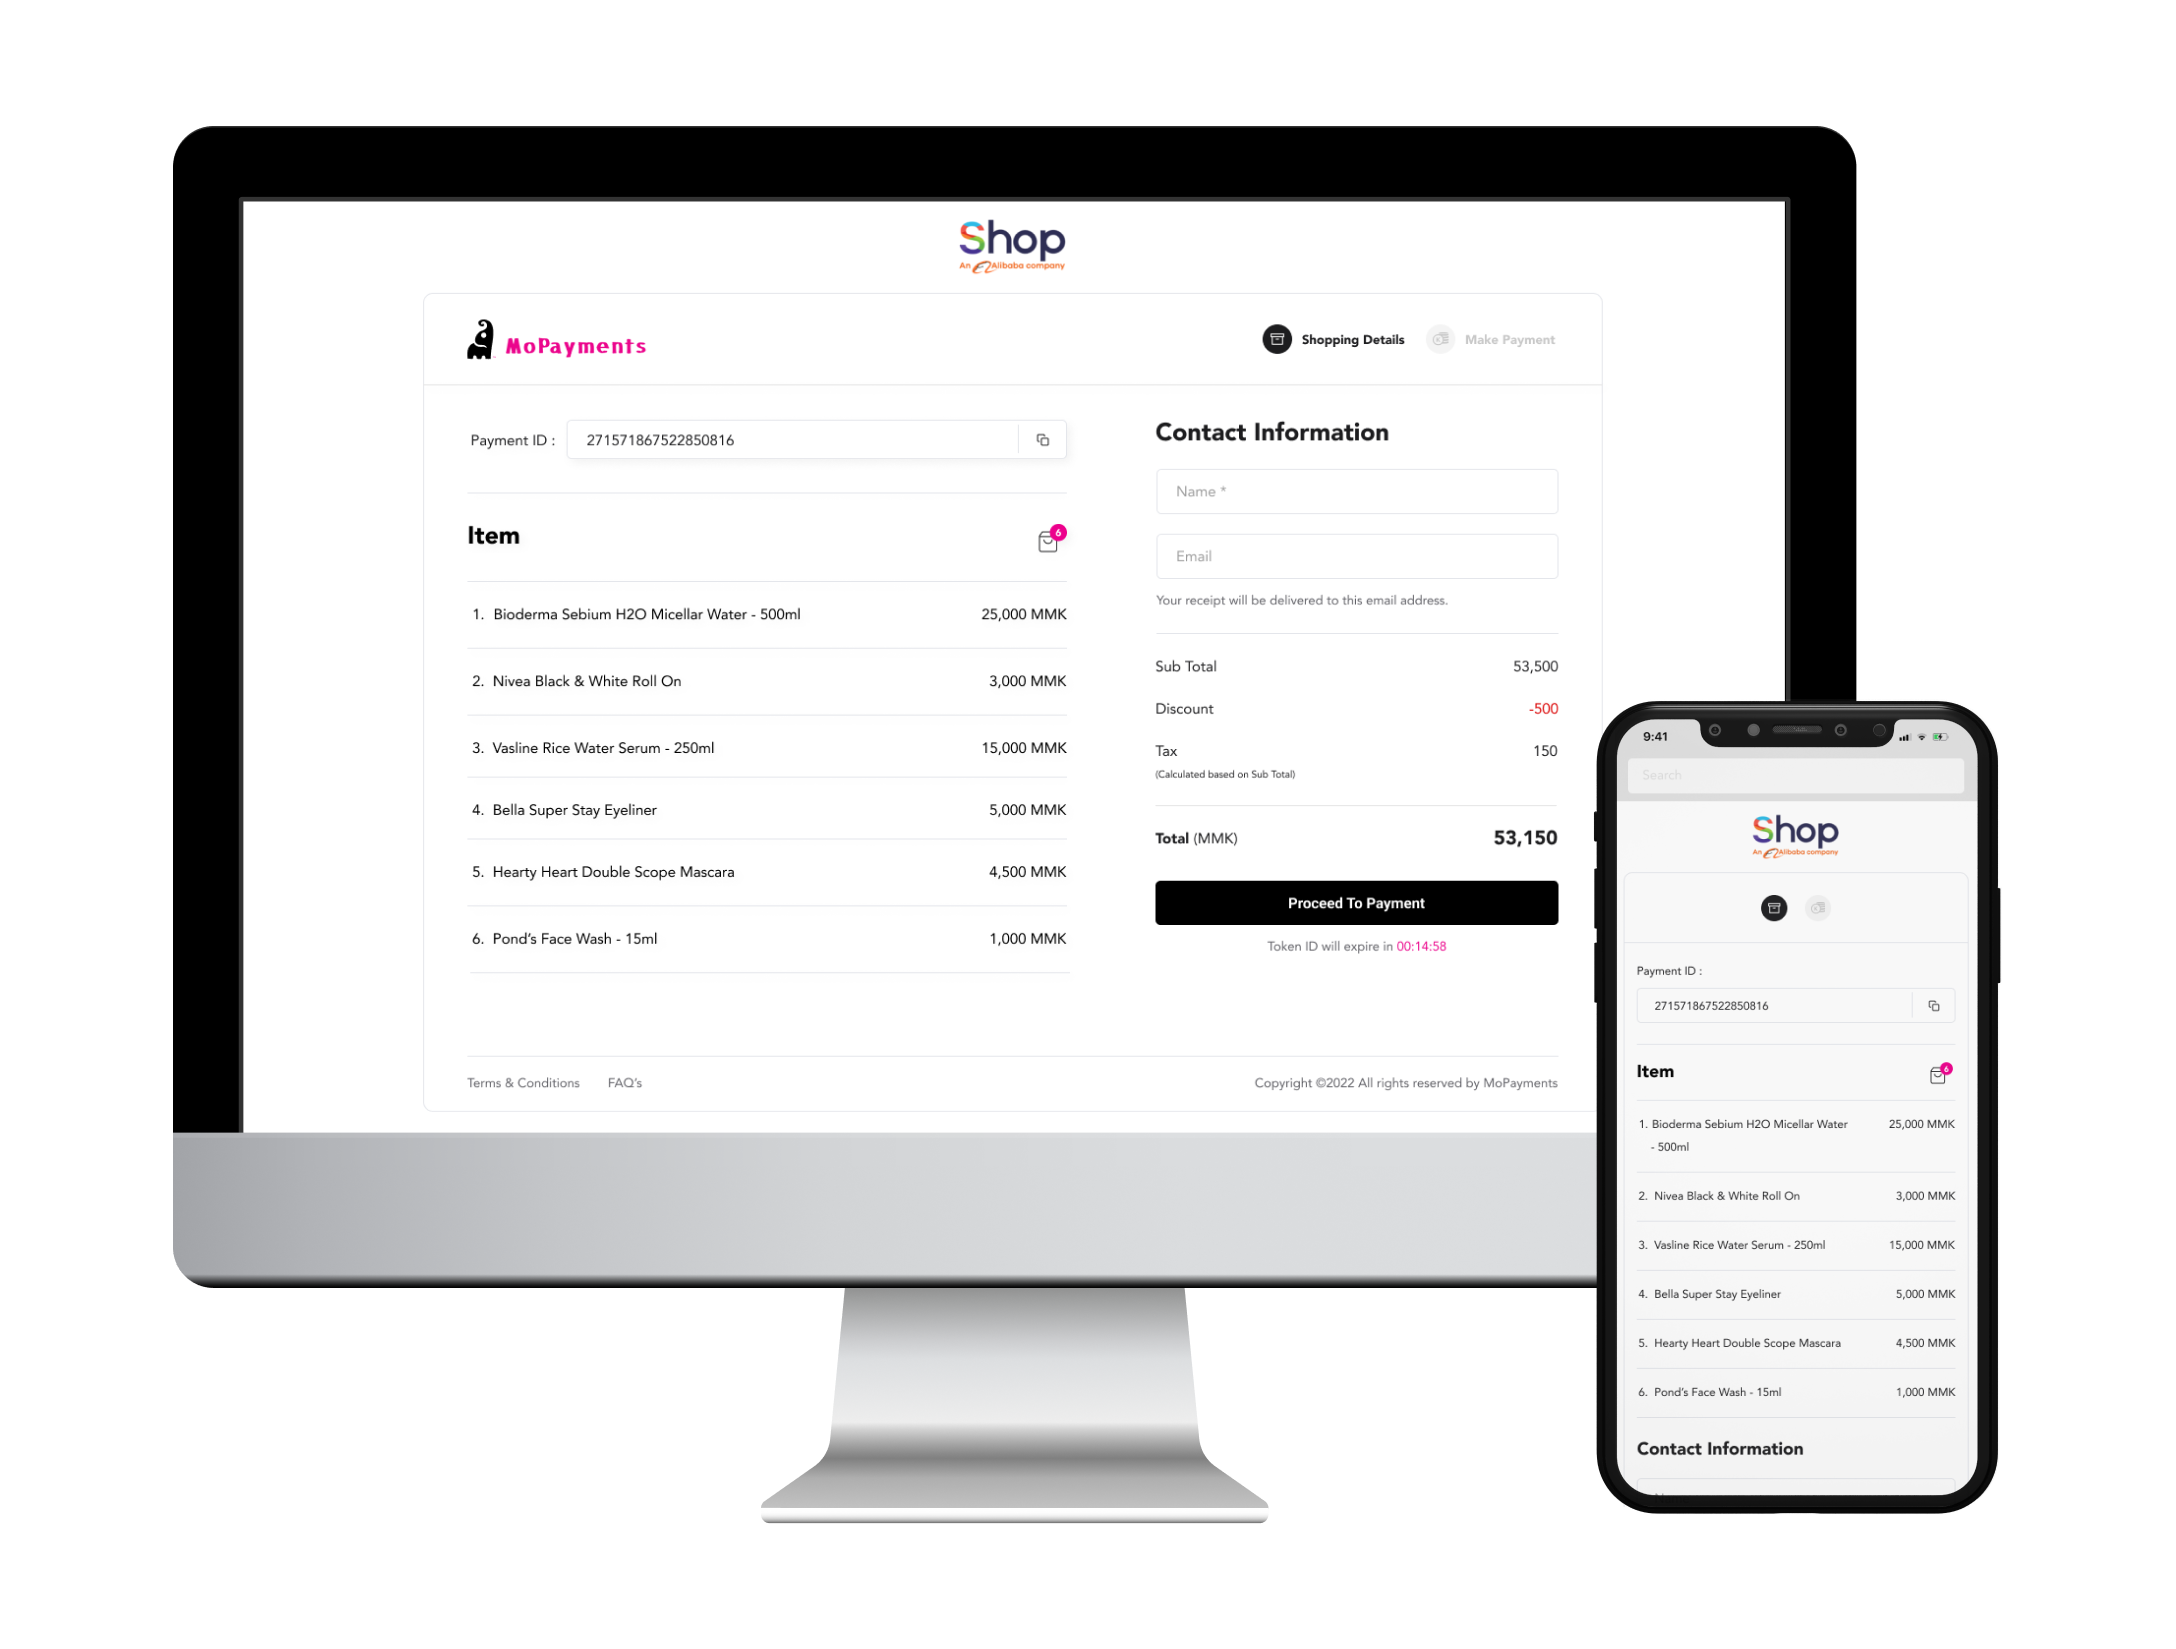 Shop
An Alibaba company
MoPayments
Shopping Details
Make Payment
Payment ID :
271571867522850816
Item
6
1. Bioderma Sebium H2O Micellar Water - 500ml
25,000 MMK
2. Nivea Black & White Roll On
3,000 MMK
3. Vasline Rice Water Serum - 250ml
15,000 MMK
4. Bella Super Stay Eyeliner
5,000 MMK
5. Hearty Heart Double Scope Mascara
4,500 MMK
6. Pond's Face Wash - 15ml
1,000 MMK
Contact Information
Name *
Email
Your receipt will be delivered to this email address.
Sub Total
53,500
Discount
-500
Tax
150
(Calculated based on Sub Total)
Total (MMK)
53,150
Proceed To Payment
Token ID will expire in 00:14:58
Terms & Conditions
FAQ's
Copyright ©2022 All rights reserved by MoPayments
9:41
Search
Shop
An Alibaba company
Payment ID :
271571867522850816
Item
6
1. Bioderma Sebium H2O Micellar Water
- 500ml
25,000 MMK
2. Nivea Black & White Roll On
3,000 MMK
3. Vasline Rice Water Serum - 250ml
15,000 MMK
4. Bella Super Stay Eyeliner
5,000 MMK
5. Hearty Heart Double Scope Mascara
4,500 MMK
6. Pond's Face Wash - 15ml
1,000 MMK
Contact Information